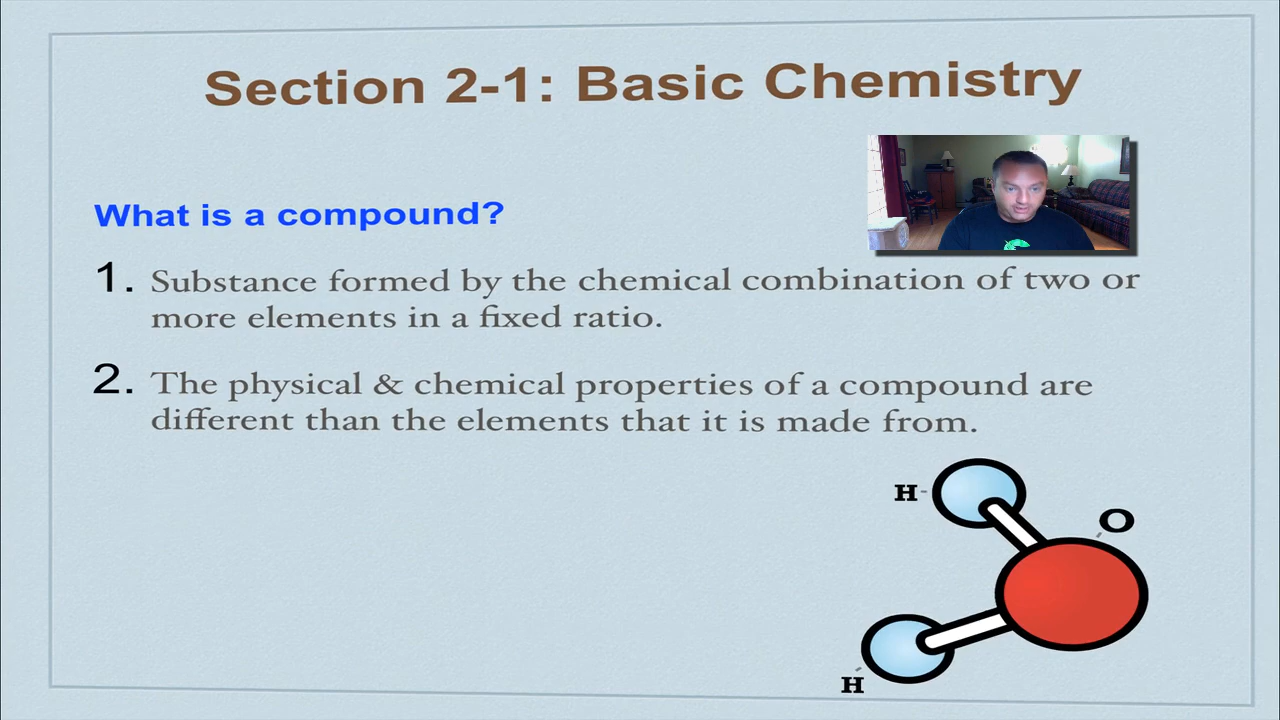 Section 2-1: Basic Chemistry
What is a compound?
1. Substance formed by the chemical combination of two or
more elements in a fixed ratio.
2. The physical & chemical properties of a compound are
different than the elements that it is made from.
H
O
H